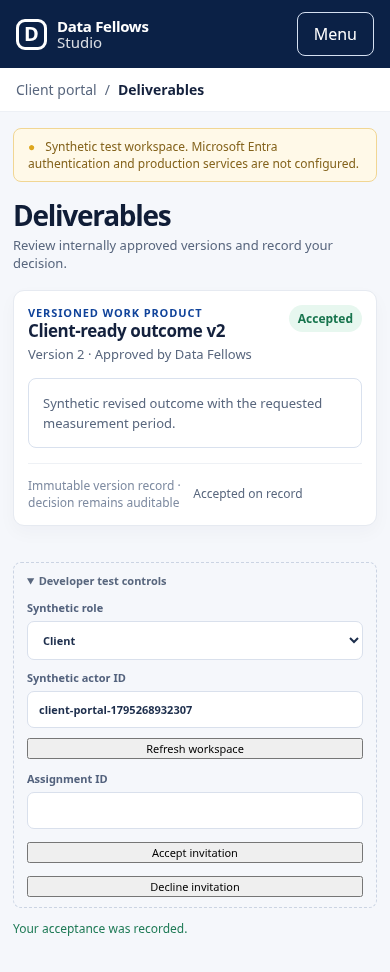 D
Data Fellows
Studio
Menu
Client portal / Deliverables
● Synthetic test workspace. Microsoft Entra
authentication and production services are not configured.
Deliverables
Review internally approved versions and record your
decision.
VERSIONED WORK PRODUCT
Client-ready outcome v2
Accepted
Version 2 · Approved by Data Fellows
Synthetic revised outcome with the requested
measurement period.
Immutable version record ·
decision remains auditable
Accepted on record
▼ Developer test controls
Synthetic role
Client
Synthetic actor ID
client-portal-1795268932307
Refresh workspace
Assignment ID
Accept invitation
Decline invitation
Your acceptance was recorded.